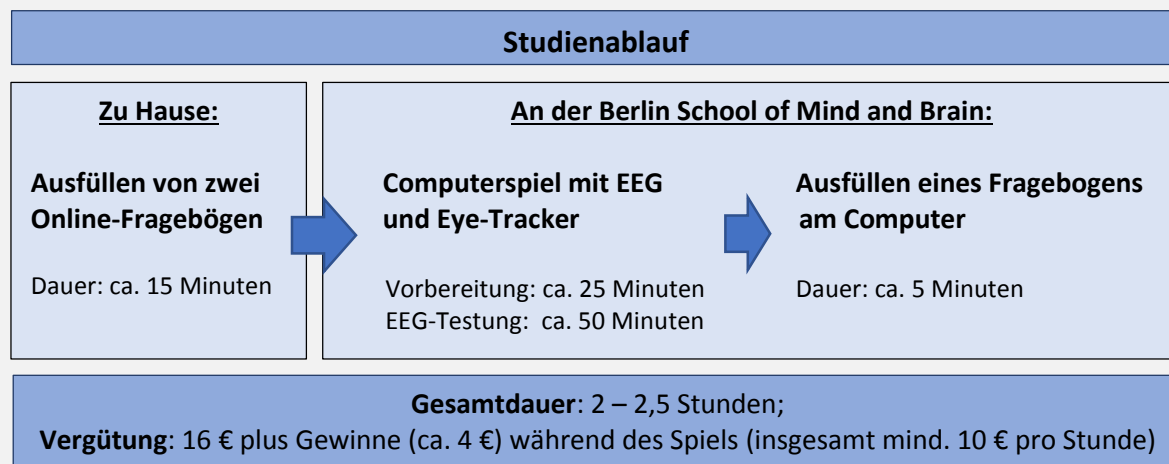 Studienablauf
Zu Hause:
Ausfüllen von zwei
Online-Fragebögen
Dauer: ca. 15 Minuten
An der Berlin School of Mind and Brain:
Computerspiel mit EEG
und Eye-Tracker
Vorbereitung: ca. 25 Minuten
EEG-Testung: ca. 50 Minuten
Ausfüllen eines Fragebogens
am Computer
Dauer: ca. 5 Minuten
Gesamtdauer: 2 – 2,5 Stunden;
Vergütung: 16 € plus Gewinne (ca. 4 €) während des Spiels (insgesamt mind. 10 € pro Stunde)